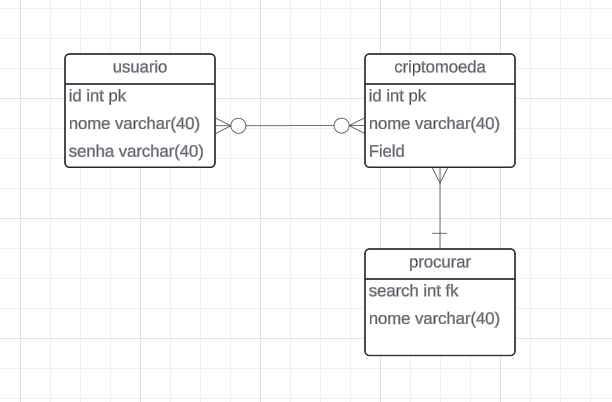 usuario
id int pk
nome varchar(40)
senha varchar(40)
criptomoeda
id int pk
nome varchar(40)
Field
procurar
search int fk
nome varchar(40)